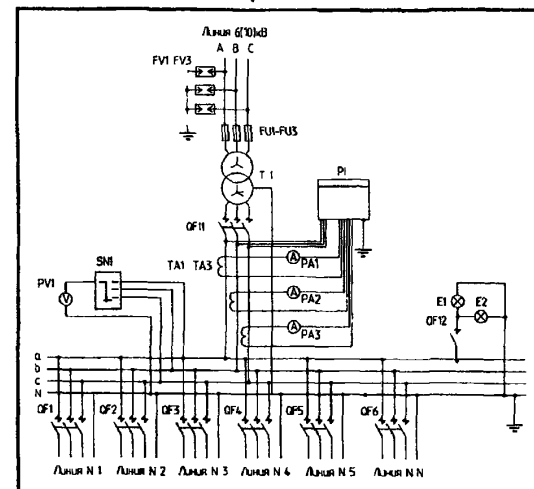 Линия 6(10)кВ
A B C
FV1 FV3
FU1-FU3
T 1
PI
QF11
TA1 TA3
PA1
PA2
PA3
SN1
PV1
V
A
A
A
E1 E2
QF12
a
b
c
N
QF1 QF2 QF3 QF4 QF5 QF6
Линия N 1 Линия N 2 Линия N 3 Линия N 4 Линия N 5 Линия N N